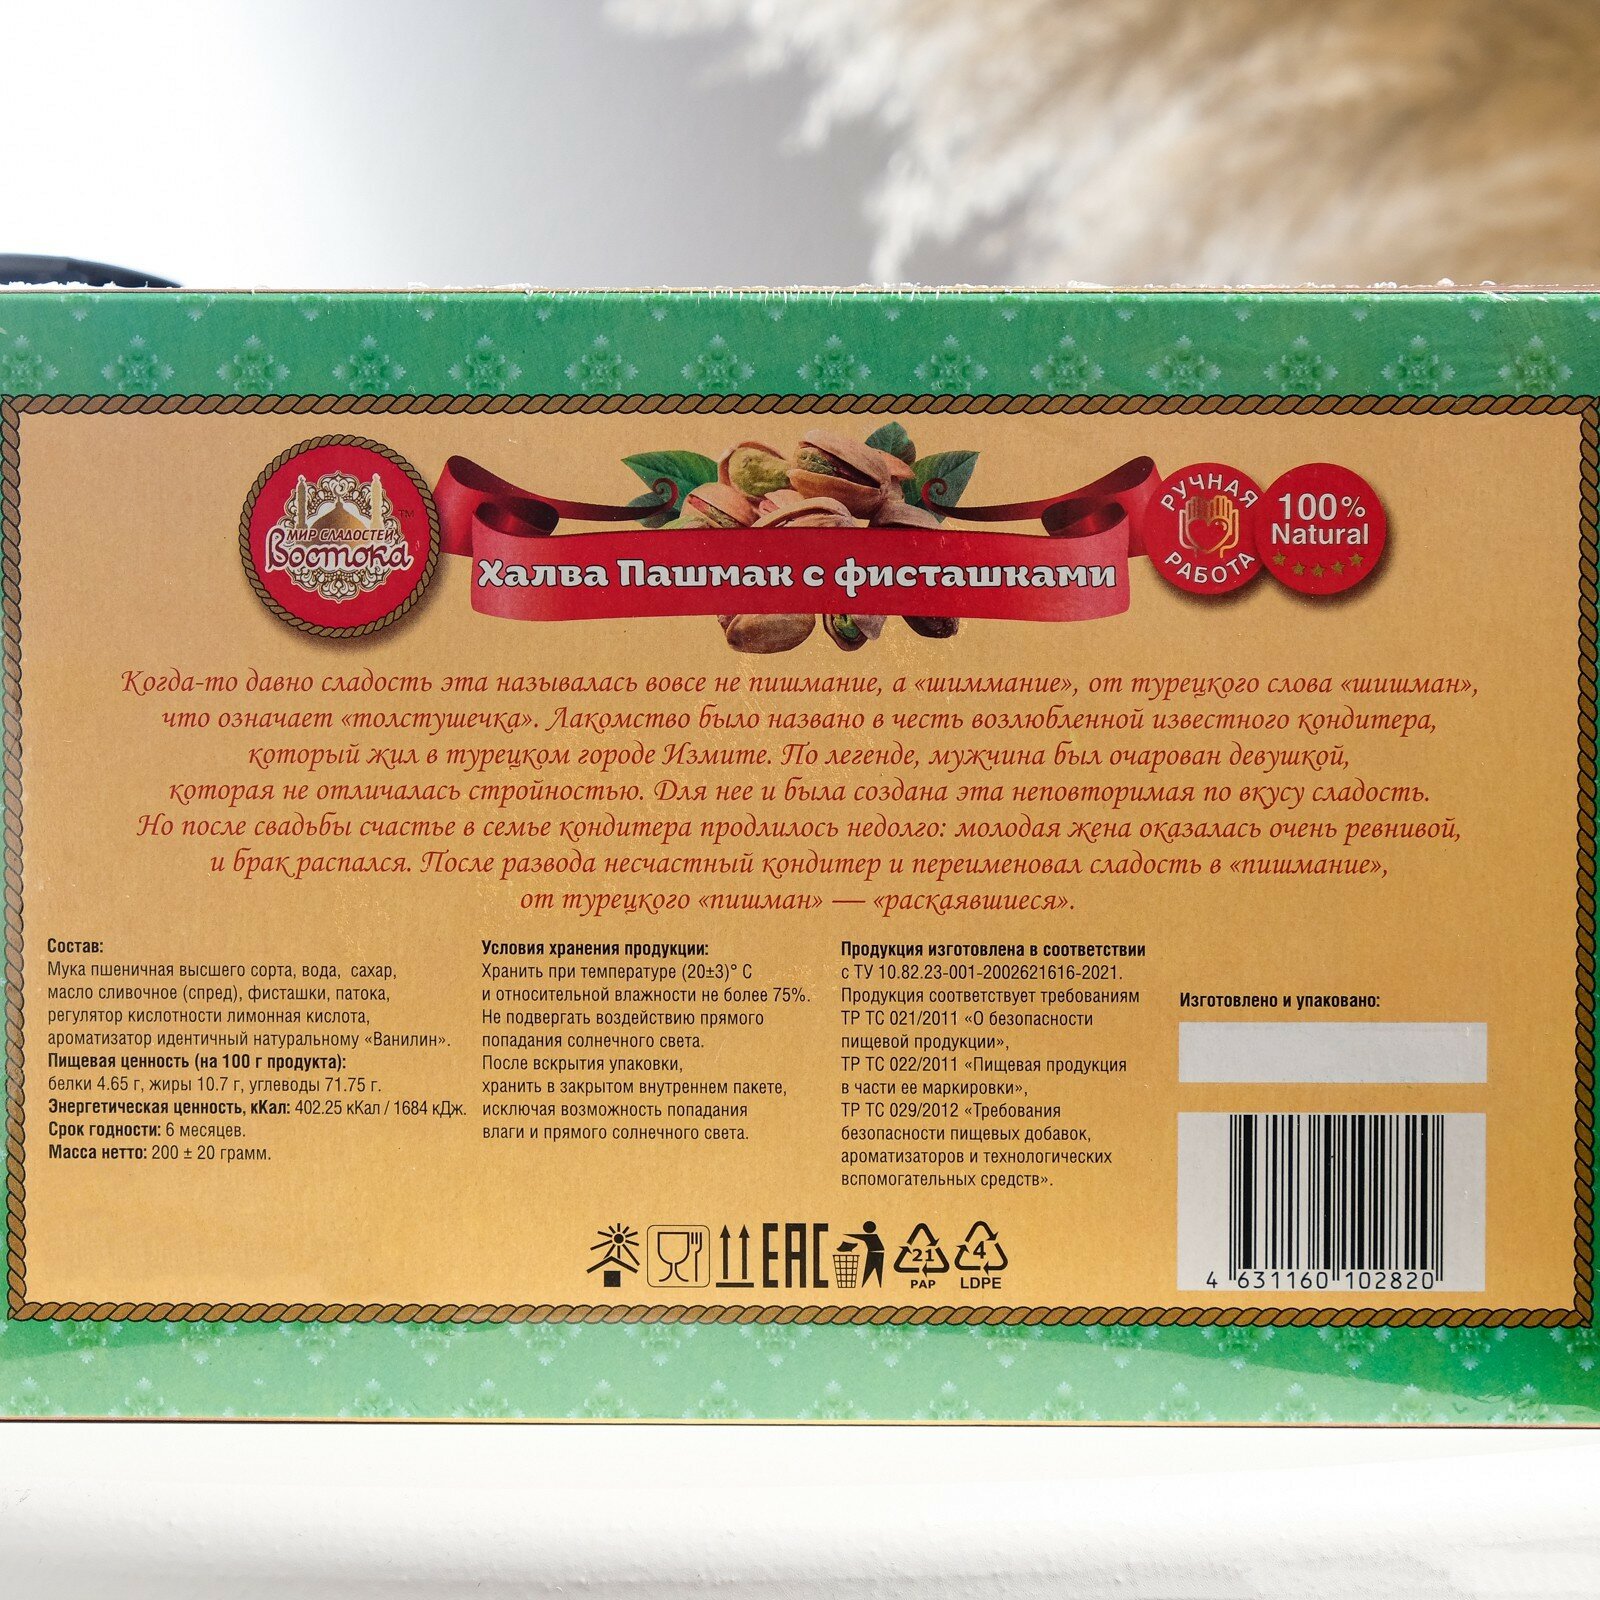 МИР СЛАДОСТЕЙ
Востока
TM
Халва Пашмак с фисташками
РУЧНАЯ
РАБОТА
100%
Natural
Когда-то давно сладость эта называлась вовсе не пишмание, а «шиммание», от турецкого слова «шишман»,
что означает «толстушечка». Лакомство было названо в честь возлюбленной известного кондитера,
который жил в турецком городе Измите. По легенде, мужчина был очарован девушкой,
которая не отличалась стройностью. Для нее и была создана эта неповторимая по вкусу сладость.
Но после свадьбы счастье в семье кондитера продлилось недолго: молодая жена оказалась очень ревнивой,
и брак распался. После развода несчастный кондитер и переименовал сладость в «пишмание»,
от турецкого «пишман» — «раскаявшиеся».
Состав:
Мука пшеничная высшего сорта, вода, сахар,
масло сливочное (спред), фисташки, патока,
регулятор кислотности лимонная кислота,
ароматизатор идентичный натуральному «Ванилин».
Пищевая ценность (на 100 г продукта):
белки 4.65 г, жиры 10.7 г, углеводы 71.75 г.
Энергетическая ценность, кКал: 402.25 кКал / 1684 кДж.
Срок годности: 6 месяцев.
Масса нетто: 200 ± 20 грамм.
Условия хранения продукции:
Хранить при температуре (20±3)° С
и относительной влажности не более 75%.
Не подвергать воздействию прямого
попадания солнечного света.
После вскрытия упаковки,
хранить в закрытом внутреннем пакете,
исключая возможность попадания
влаги и прямого солнечного света.
Продукция изготовлена в соответствии
с ТУ 10.82.23-001-2002621616-2021.
Продукция соответствует требованиям
ТР ТС 021/2011 «О безопасности
пищевой продукции»,
ТР ТС 022/2011 «Пищевая продукция
в части ее маркировки»,
ТР ТС 029/2012 «Требования
безопасности пищевых добавок,
ароматизаторов и технологических
вспомогательных средств».
Изготовлено и упаковано:
EAC
21
PAP
4
LDPE
4 631160 102820